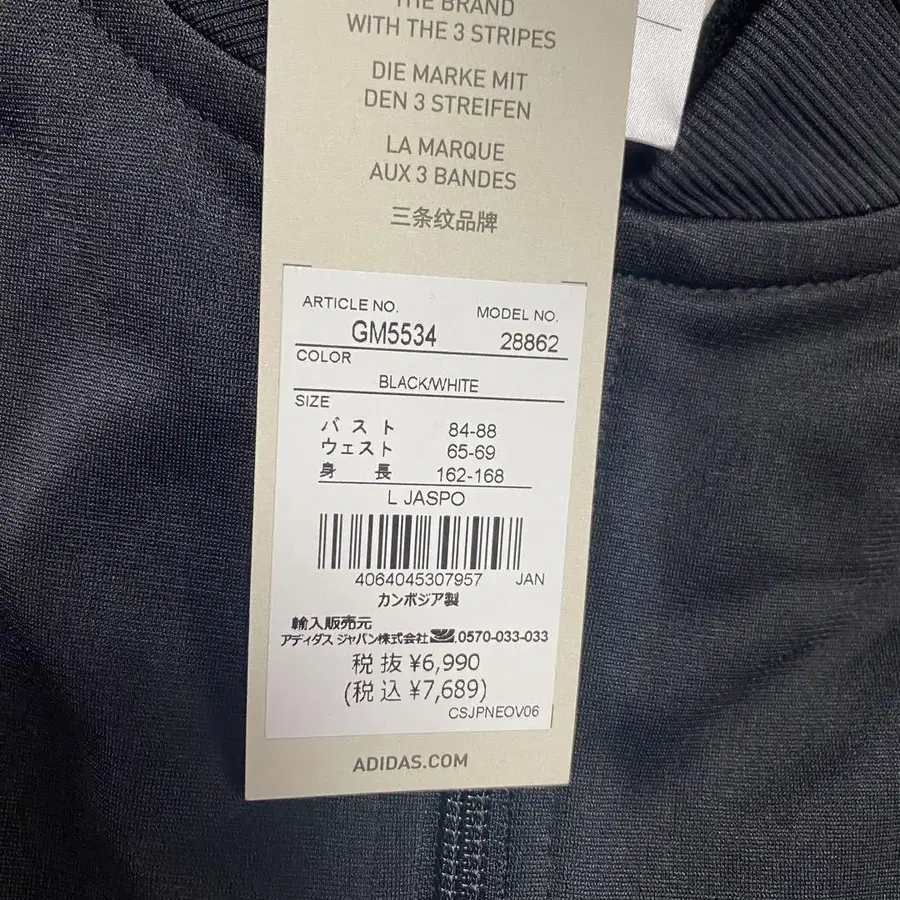 THE BRAND
WITH THE 3 STRIPES
DIE MARKE MIT
DEN 3 STREIFEN
LA MARQUE
AUX 3 BANDES
三条纹品牌
ARTICLE NO. MODEL NO.
GM5534 28862
COLOR
BLACK/WHITE
SIZE
バスト 84-88
ウェスト 65-69
身長 162-168
L JASPO
4064045307957 JAN
カンボジア製
輸入販売元
アディダス ジャパン株式会社 0570-033-033
税抜 ¥6,990
(税込 ¥7,689)
CSJPNEOV06
ADIDAS.COM